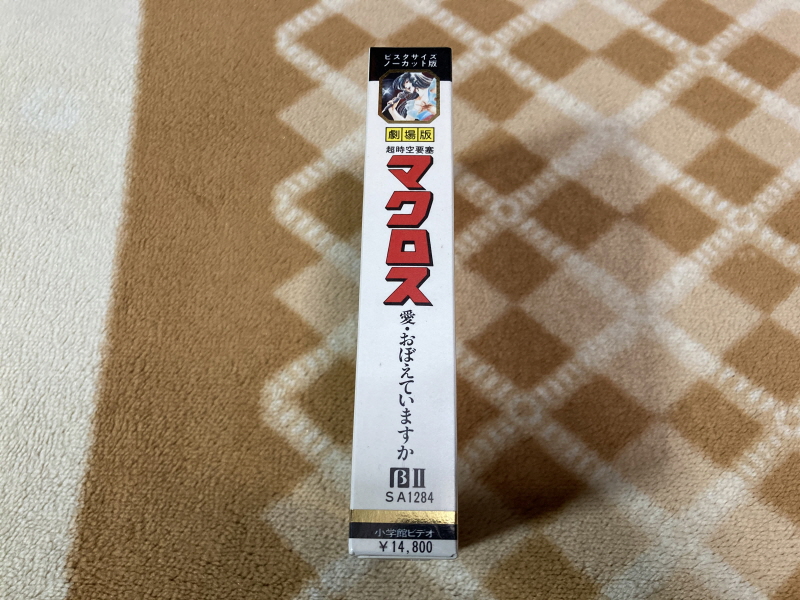 ビスタサイズ
ノーカット版
劇場版
超時空要塞
マクロス
愛・おぼえていますか
βII
SA1284
小学館ビデオ
￥14,800